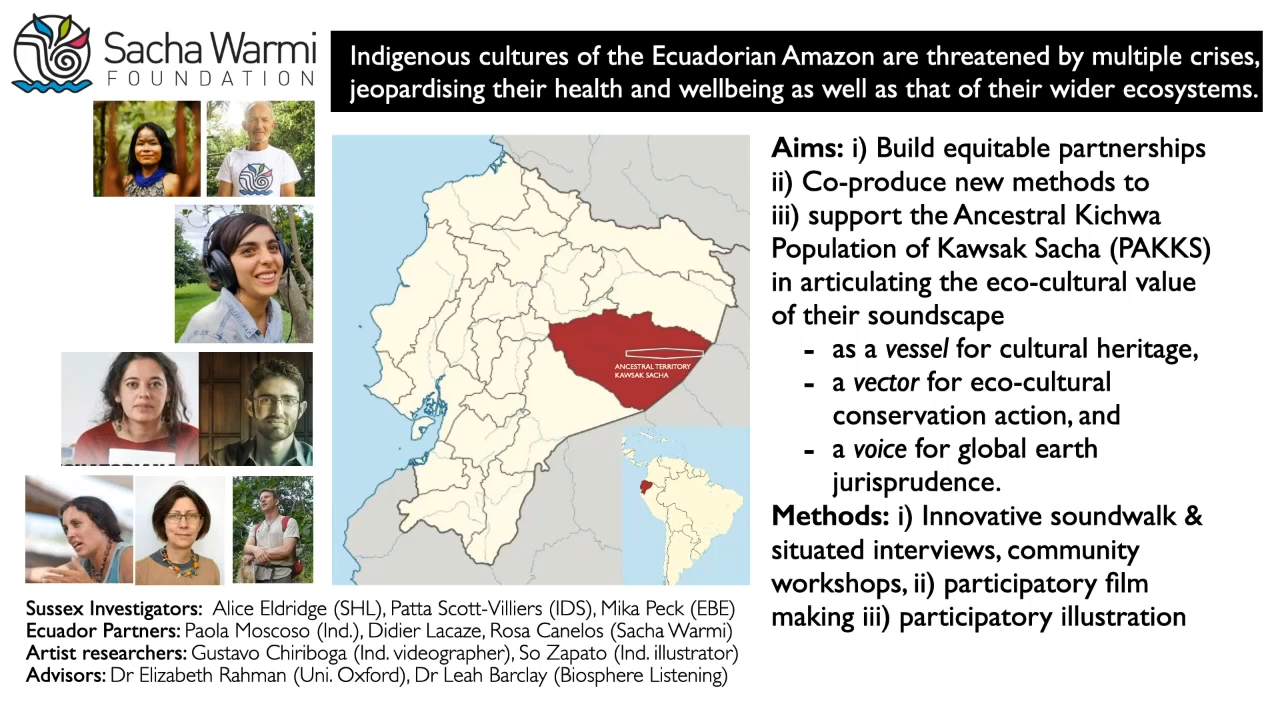 Sacha Warmi
FOUNDATION
Indigenous cultures of the Ecuadorian Amazon are threatened by multiple crises,
jeopardising their health and wellbeing as well as that of their wider ecosystems.
ANCESTRAL TERRITORY
KAWSAK SACHA
Aims: i) Build equitable partnerships
ii) Co-produce new methods to
iii) support the Ancestral Kichwa
Population of Kawsak Sacha (PAKKS)
in articulating the eco-cultural value
of their soundscape
- as a vessel for cultural heritage,
- a vector for eco-cultural
conservation action, and
- a voice for global earth
jurisprudence.
Methods: i) Innovative soundwalk &
situated interviews, community
workshops, ii) participatory film
making iii) participatory illustration
Sussex Investigators: Alice Eldridge (SHL), Patta Scott-Villiers (IDS), Mika Peck (EBE)
Ecuador Partners: Paola Moscoso (Ind.), Didier Lacaze, Rosa Canelos (Sacha Warmi)
Artist researchers: Gustavo Chiriboga (Ind. videographer), So Zapato (Ind. illustrator)
Advisors: Dr Elizabeth Rahman (Uni. Oxford), Dr Leah Barclay (Biosphere Listening)